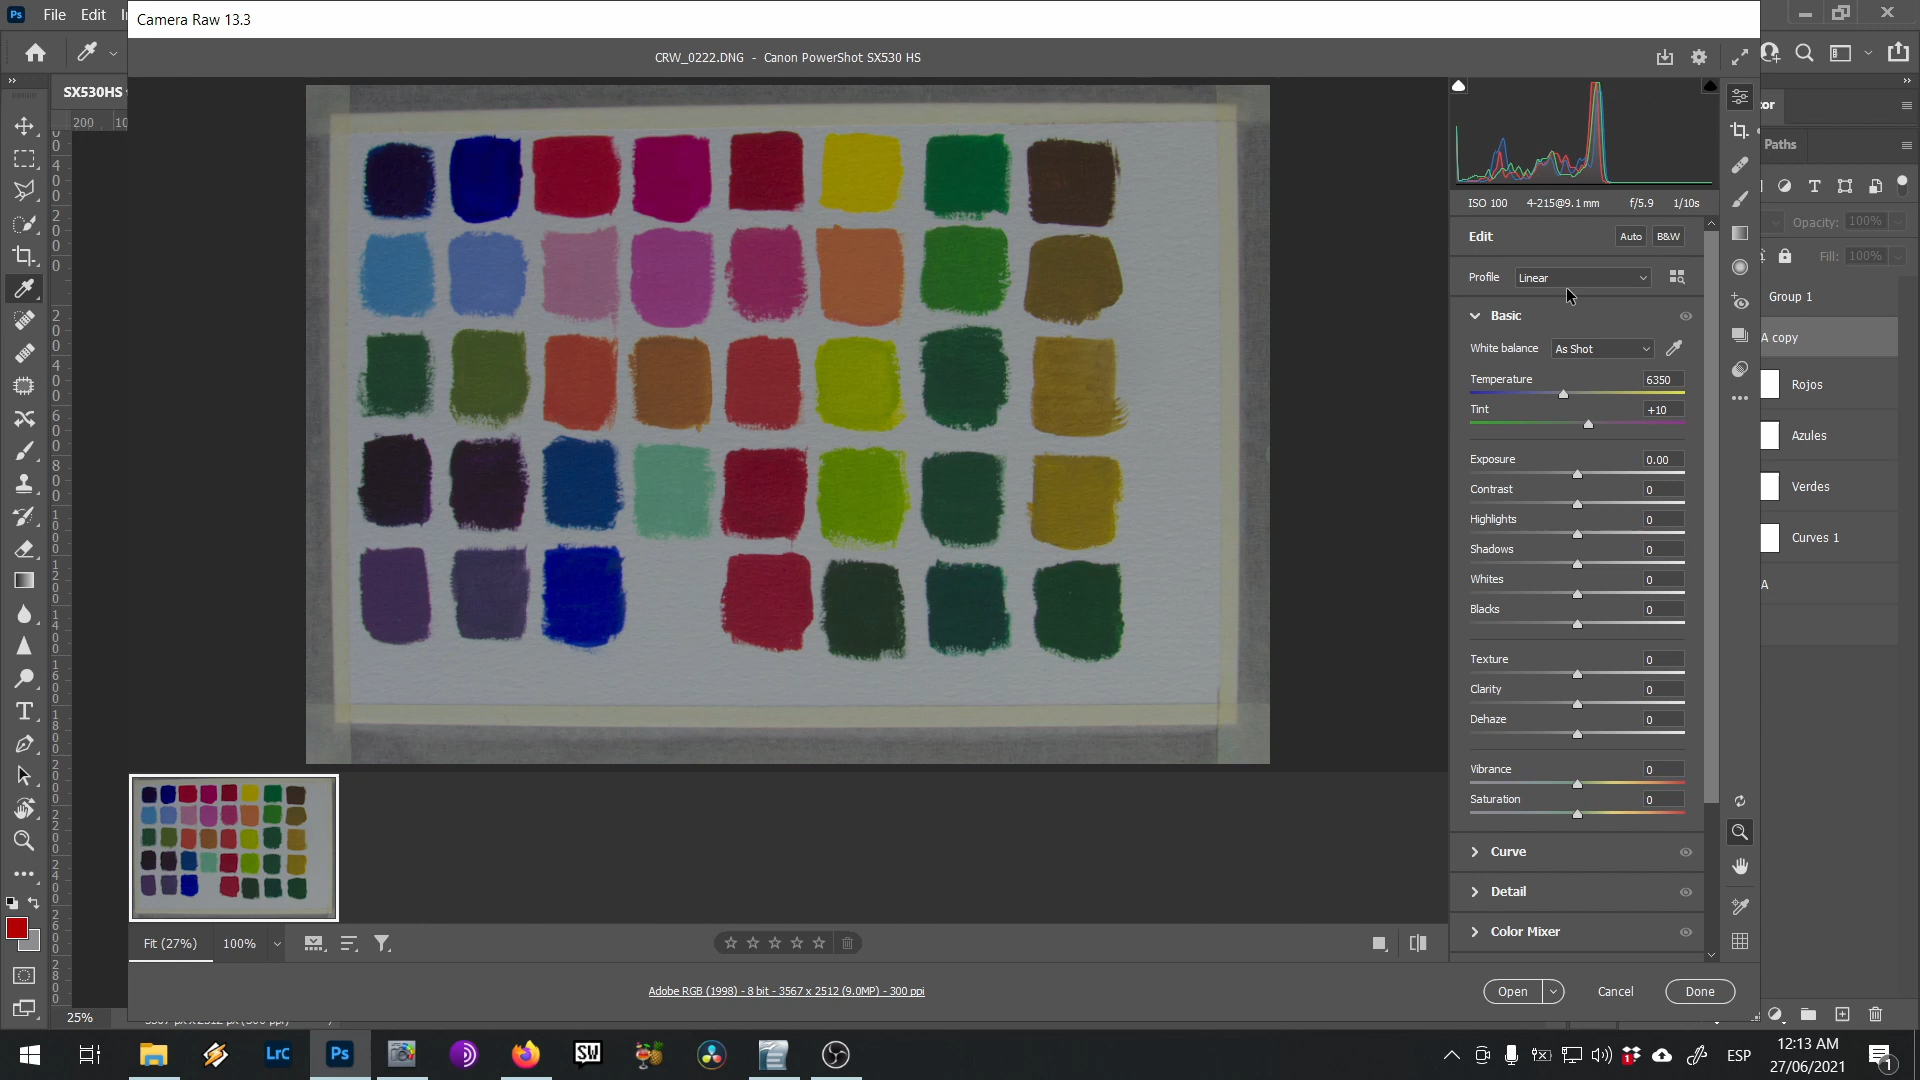 Ps File Edit
Camera Raw 13.3
CRW_0222.DNG - Canon PowerShot SX530 HS
SX530HS
200
ISO 100 4-215@9.1 mm f/5.9 1/10s
Edit Auto B&W
Profile Linear
Basic
White balance As Shot
Temperature 6350
Tint +10
Exposure 0.00
Contrast 0
Highlights 0
Shadows 0
Whites 0
Blacks 0
Texture 0
Clarity 0
Dehaze 0
Vibrance 0
Saturation 0
Curve
Detail
Color Mixer
Paths
Opacity: 100%
Fill: 100%
Group 1
A copy
Rojos
Azules
Verdes
Curves 1
A
Fit (27%) 100%
Adobe RGB (1998) - 8 bit - 3567 x 2512 (9.0MP) - 300 ppi
Open Cancel Done
25%
LrC Ps SW
1 ESP
12:13 AM
27/06/2021
1